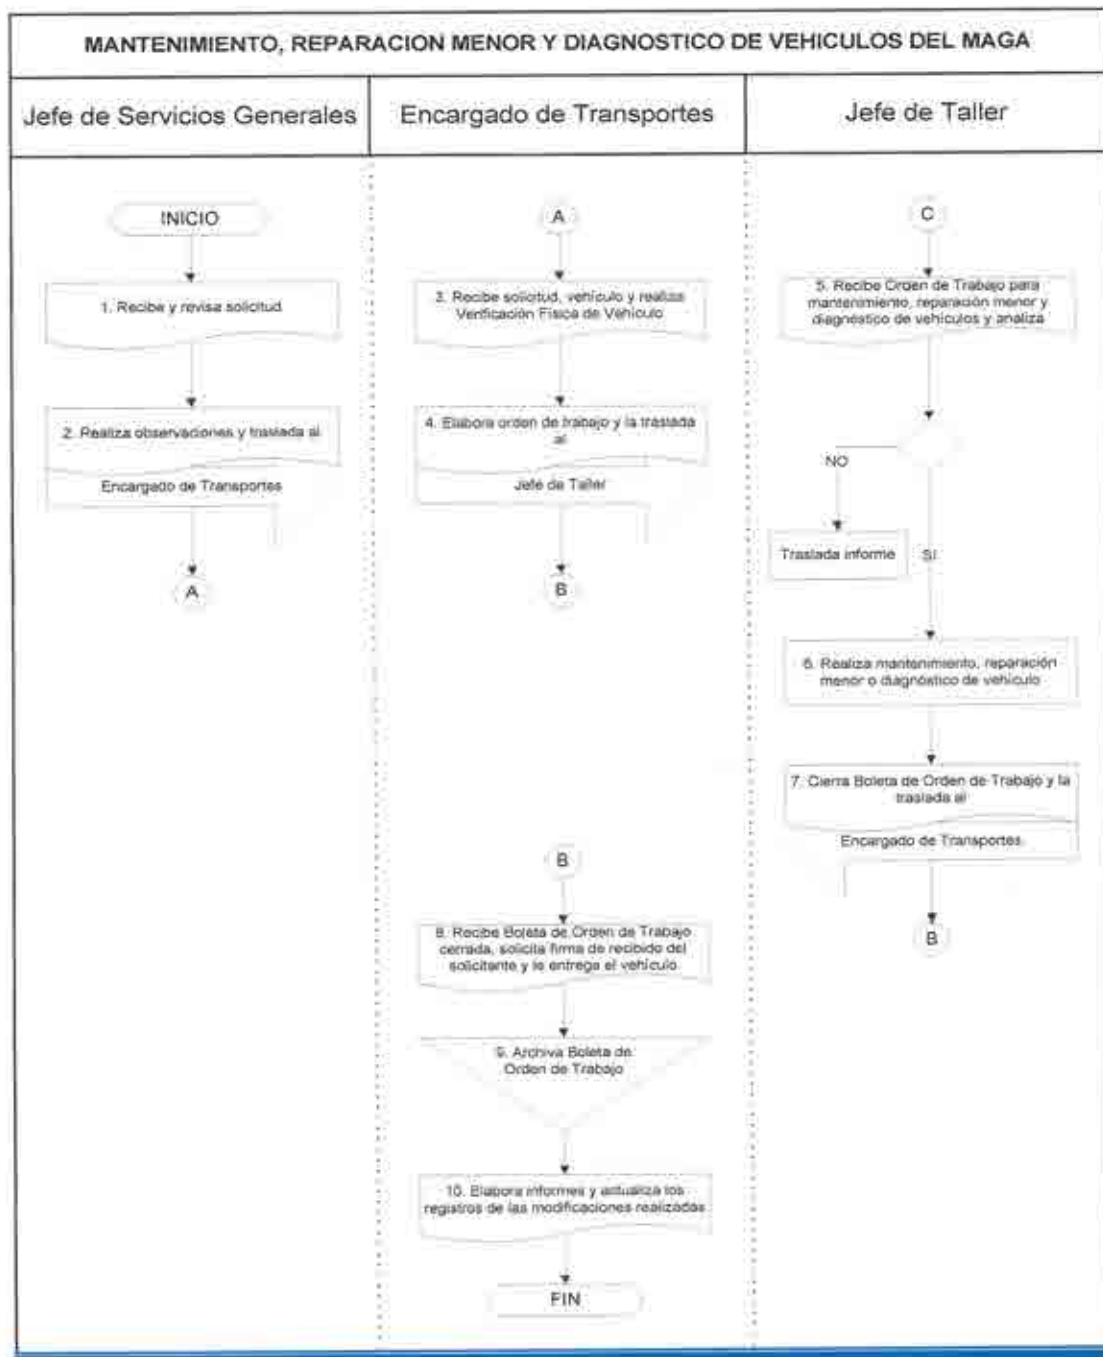 MANTENIMIENTO, REPARACION MENOR Y DIAGNOSTICO DE VEHICULOS DEL MAGA
Jefe de Servicios Generales
Encargado de Transportes
Jefe de Taller
INICIO
1. Recibe y revisa solicitud
2. Realiza observaciones y traslada al
Encargado de Transportes
A
A
3. Recibe solicitud, vehículo y realiza
Verificación Física de Vehículo
4. Elabora orden de trabajo y la traslada
al
Jefe de Taller
B
B
8. Recibe Boleta de Orden de Trabajo
cerrada, solicita firma de recibido del
solicitante y le entrega el vehículo
9. Archiva Boleta de
Orden de Trabajo
10. Elabora informes y actualiza los
registros de las modificaciones realizadas
FIN
C
5. Recibe Orden de Trabajo para
mantenimiento, reparación menor y
diagnóstico de vehículos y analiza
NO
Traslada informe
SI
6. Realiza mantenimiento, reparación
menor o diagnóstico de vehículo
7. Cierra Boleta de Orden de Trabajo y la
traslada al
Encargado de Transportes
B